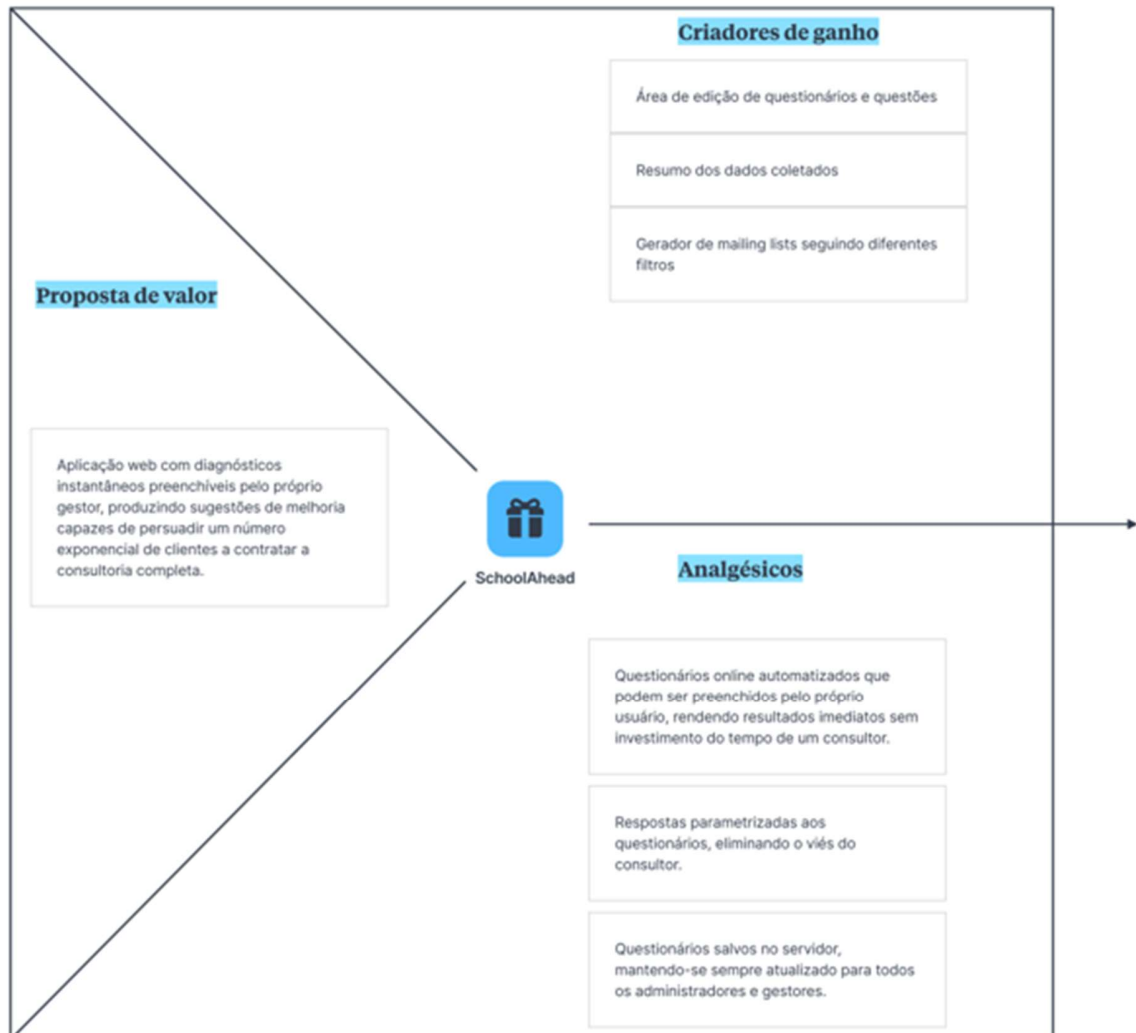 Criadores de ganho
Área de edição de questionários e questões
Resumo dos dados coletados
Gerador de mailing lists seguindo diferentes
filtros
Proposta de valor
Aplicação web com diagnósticos
instantâneos preenchíveis pelo próprio
gestor, produzindo sugestões de melhoria
capazes de persuadir um número
exponencial de clientes a contratar a
consultoria completa.
SchoolAhead
Analgésicos
Questionários online automatizados que
podem ser preenchidos pelo próprio
usuário, rendendo resultados imediatos sem
investimento do tempo de um consultor.
Respostas parametrizadas aos
questionários, eliminando o viés do
consultor.
Questionários salvos no servidor,
mantendo-se sempre atualizado para todos
os administradores e gestores.